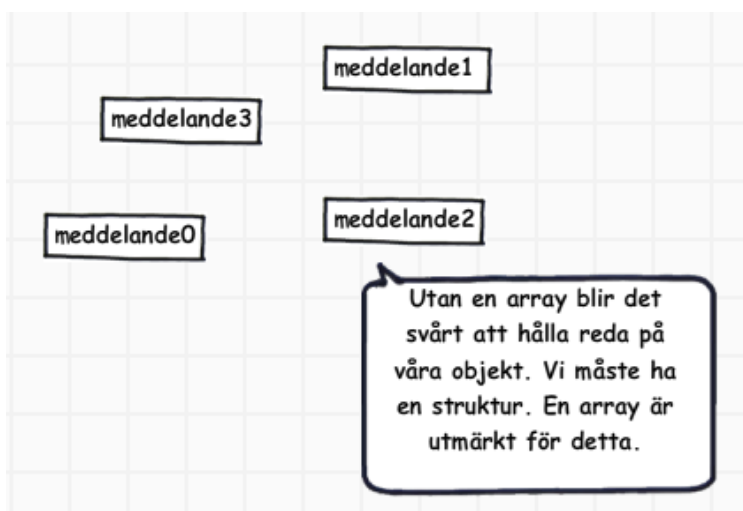 meddelande1
meddelande3
meddelande0
meddelande2
Utan en array blir det
svårt att hålla reda på
våra objekt. Vi måste ha
en struktur. En array är
utmärkt för detta.